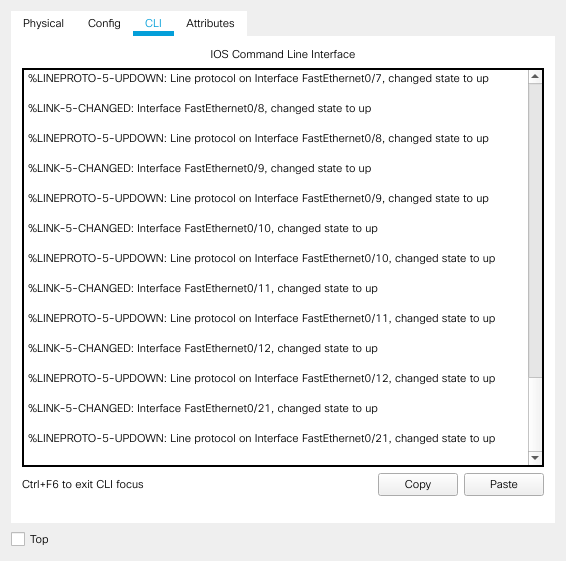 Physical Config CLI Attributes
IOS Command Line Interface
%LINEPROTO-5-UPDOWN: Line protocol on Interface FastEthernet0/7, changed state to up
%LINK-5-CHANGED: Interface FastEthernet0/8, changed state to up
%LINEPROTO-5-UPDOWN: Line protocol on Interface FastEthernet0/8, changed state to up
%LINK-5-CHANGED: Interface FastEthernet0/9, changed state to up
%LINEPROTO-5-UPDOWN: Line protocol on Interface FastEthernet0/9, changed state to up
%LINK-5-CHANGED: Interface FastEthernet0/10, changed state to up
%LINEPROTO-5-UPDOWN: Line protocol on Interface FastEthernet0/10, changed state to up
%LINK-5-CHANGED: Interface FastEthernet0/11, changed state to up
%LINEPROTO-5-UPDOWN: Line protocol on Interface FastEthernet0/11, changed state to up
%LINK-5-CHANGED: Interface FastEthernet0/12, changed state to up
%LINEPROTO-5-UPDOWN: Line protocol on Interface FastEthernet0/12, changed state to up
%LINK-5-CHANGED: Interface FastEthernet0/21, changed state to up
%LINEPROTO-5-UPDOWN: Line protocol on Interface FastEthernet0/21, changed state to up
Ctrl+F6 to exit CLI focus Copy Paste
Top